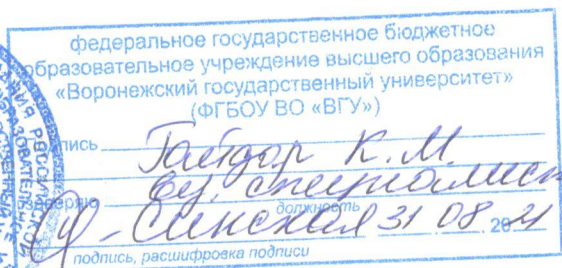 федеральное государственное бюджетное
образовательное учреждение высшего образования
«Воронежский государственный университет»
(ФГБОУ ВО «ВГУ»)
Гайдар К.М.
вед. специалист
должность
31 08 2021
подпись, расшифровка подписи